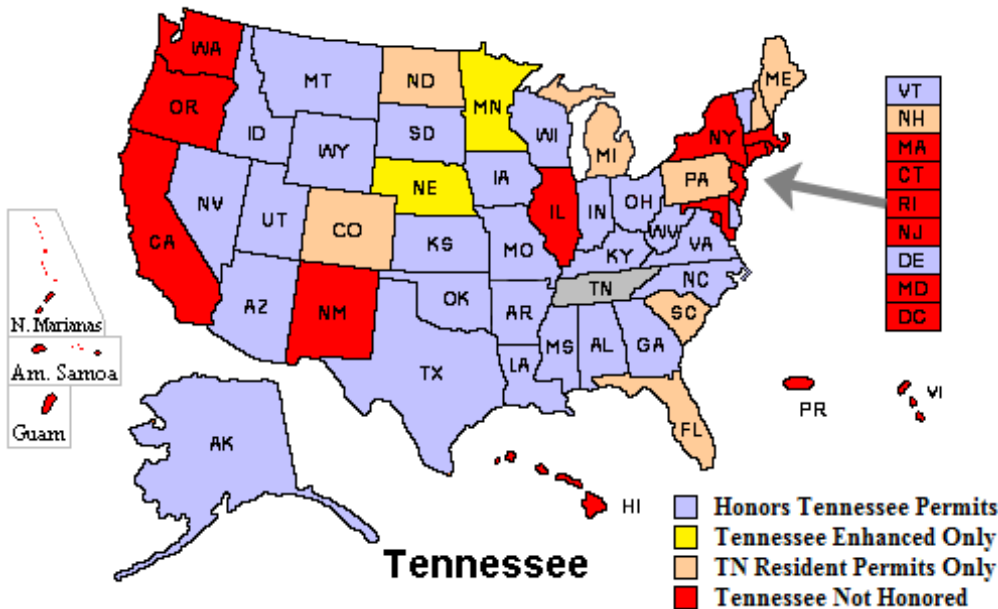 WA
OR
CA
MT
ID
NV
WY
UT
CO
AZ
NM
ND
SD
NE
KS
OK
TX
MN
IA
MO
AR
LA
WI
IL
MI
IN
OH
KY
TN
MS
AL
GA
WV
VA
NC
SC
FL
PA
NY
ME
VT
NH
MA
CT
RI
NJ
DE
MD
DC
N. Marianas
Am. Samoa
Guam
AK
HI
PR
VI
Tennessee
Honors Tennessee Permits
Tennessee Enhanced Only
TN Resident Permits Only
Tennessee Not Honored